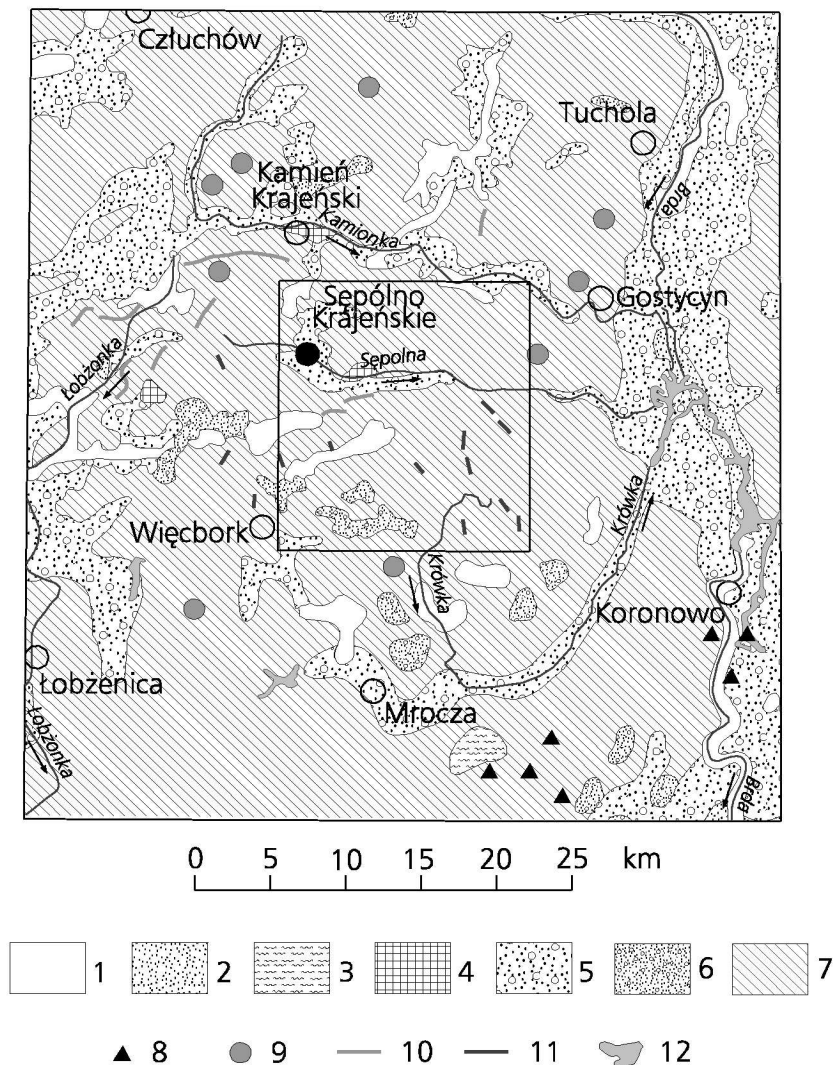 Człuchów
Tuchola
Kamień
Krajeński
Brda
Kamionka
Sępólno
Krajeńskie
Gostycyn
Łobżonka
Sępolna
Więcbork
Krówka
Krówka
Koronowo
Łobżenica
Mrocza
Łobżonka
Brda
0 5 10 15 20 25 km
1 2 3 4 5 6 7
8 9 10 11 12